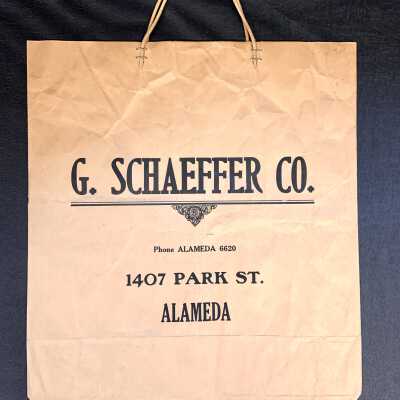 G. SCHAEFFER CO.
Phone ALAMEDA 6620
1407 PARK ST.
ALAMEDA